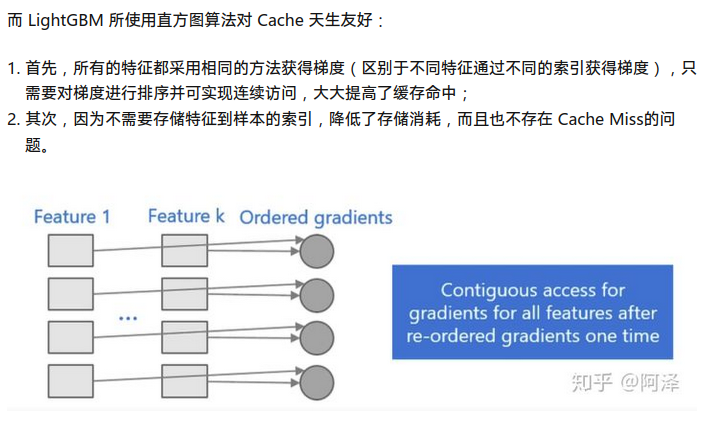 而 LightGBM 所使用直方图算法对 Cache 天生友好：
1. 首先，所有的特征都采用相同的方法获得梯度（区别于不同特征通过不同的索引获得梯度），只
需要对梯度进行排序并可实现连续访问，大大提高了缓存命中；
2. 其次，因为不需要存储特征到样本的索引，降低了存储消耗，而且也不存在 Cache Miss的问
题。
Feature 1 Feature k Ordered gradients
...
Contiguous access for
gradients for all features after
re-ordered gradients one time
知乎 @阿泽